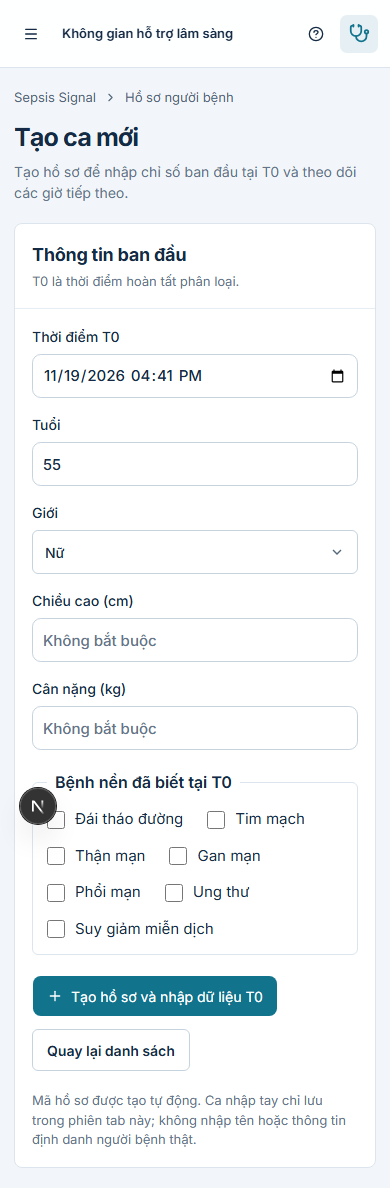 Không gian hỗ trợ lâm sàng
Sepsis Signal > Hồ sơ người bệnh
Tạo ca mới
Tạo hồ sơ để nhập chỉ số ban đầu tại T0 và theo dõi
các giờ tiếp theo.
Thông tin ban đầu
T0 là thời điểm hoàn tất phân loại.
Thời điểm T0
11/19/2026 04:41 PM
Tuổi
55
Giới
Nữ
Chiều cao (cm)
Không bắt buộc
Cân nặng (kg)
Không bắt buộc
Bệnh nền đã biết tại T0
N
Đái tháo đường Tim mạch
Thận mạn Gan mạn
Phổi mạn Ung thư
Suy giảm miễn dịch
+ Tạo hồ sơ và nhập dữ liệu T0
Quay lại danh sách
Mã hồ sơ được tạo tự động. Ca nhập tay chỉ lưu
trong phiên tab này; không nhập tên hoặc thông tin
định danh người bệnh thật.